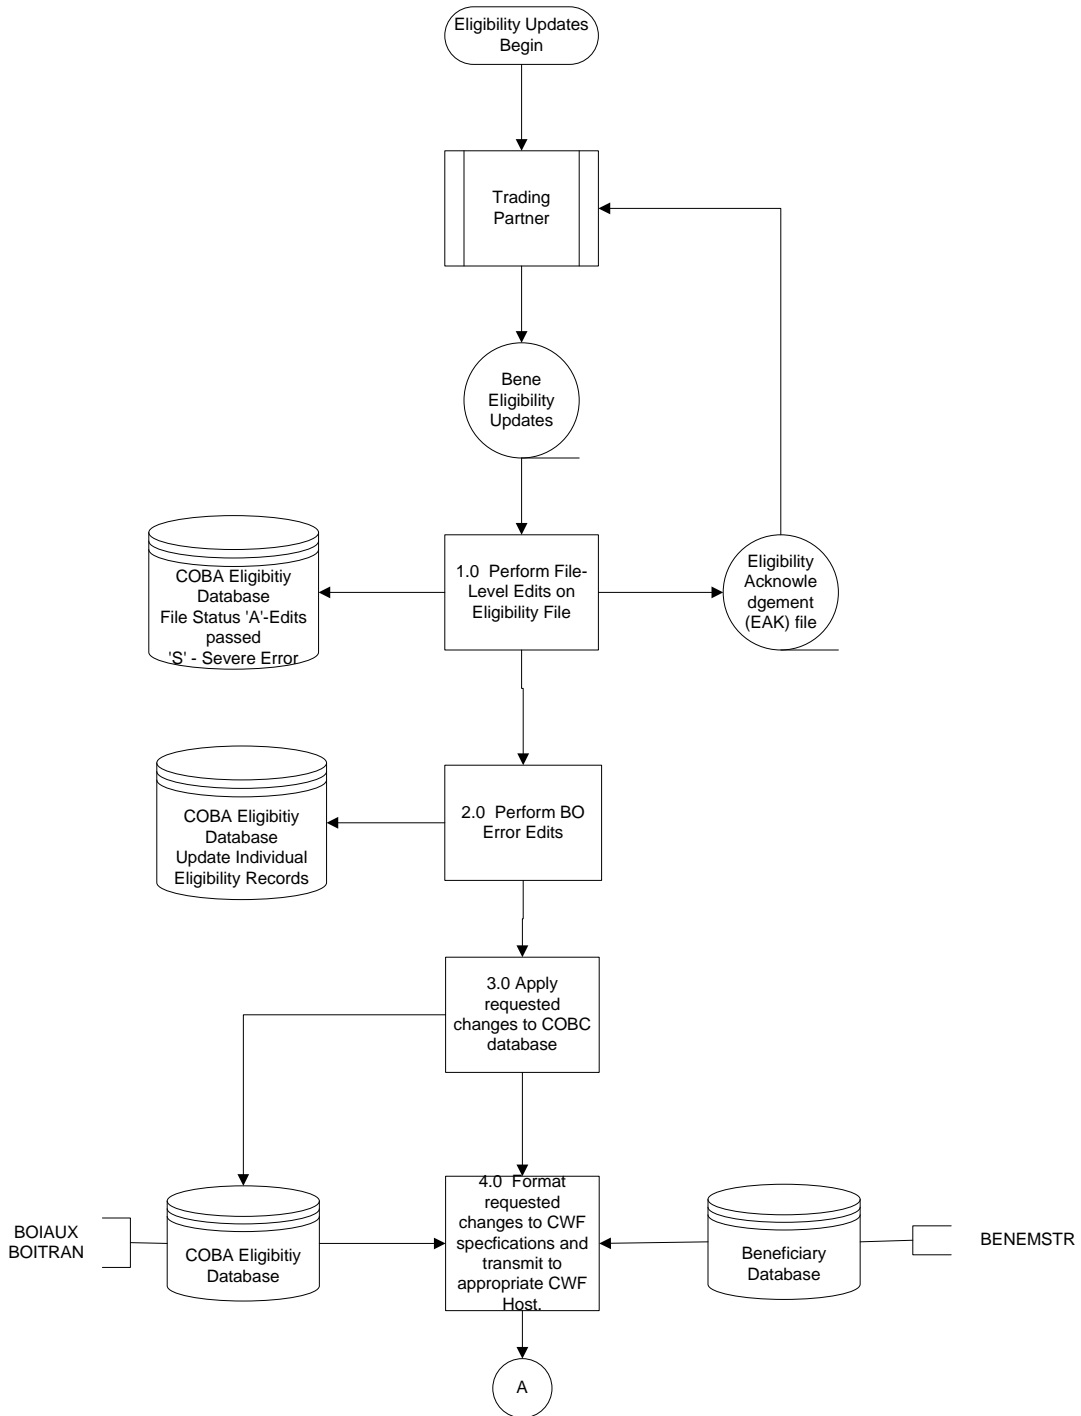 Eligibility Updates
Begin
Trading
Partner
Bene
Eligibility
Updates
COBA Eligibitiy
Database
File Status 'A'-Edits
passed
'S' - Severe Error
1.0 Perform File-
Level Edits on
Eligibility File
Eligibility
Acknowle
dgement
(EAK) file
COBA Eligibitiy
Database
Update Individual
Eligibility Records
2.0 Perform BO
Error Edits
3.0 Apply
requested
changes to COBC
database
BOIAUX
BOITRAN
COBA Eligibitiy
Database
4.0 Format
requested
changes to CWF
specfications and
transmit to
appropriate CWF
Host.
Beneficiary
Database
BENEMSTR
A